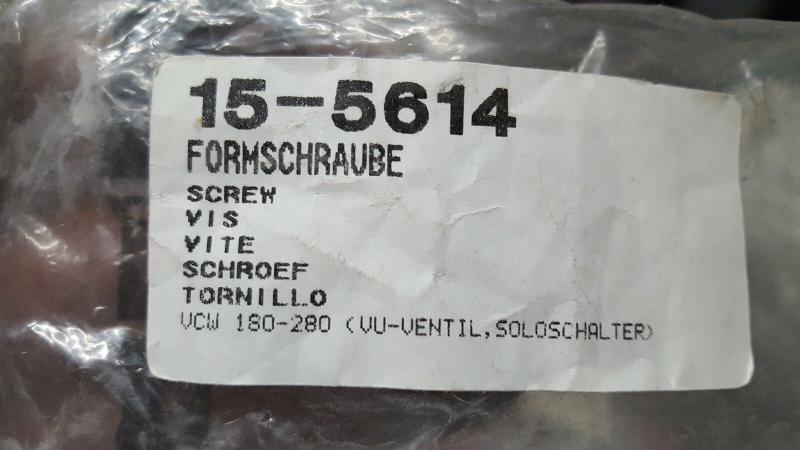 15-5614
FORMSCHRAUBE
SCREW
VIS
VITE
SCHROEF
TORNILLO
VCW 180-280 (VU-VENTIL,SOLOSCHALTER)